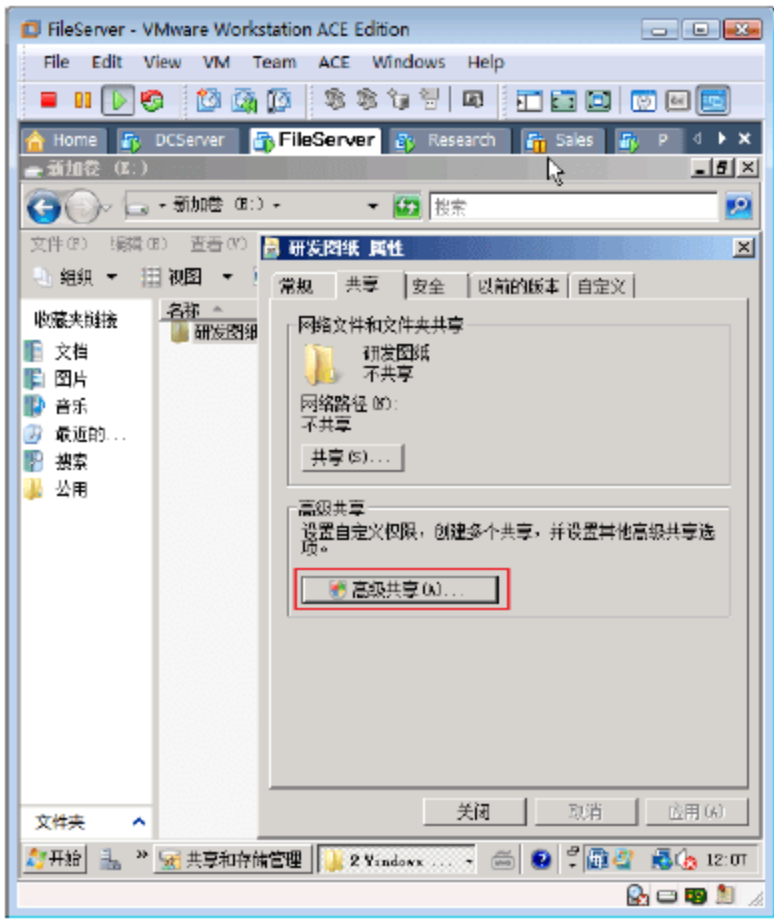 FileServer - VMware Workstation ACE Edition
File Edit View VM Team ACE Windows Help
Home DCServer FileServer Research Sales P
新加卷 (E:)
新加卷 (E:) 搜索
文件(F) 编辑(E) 查看(V)
组织 视图
研发图纸 属性
常规 共享 安全 以前的版本 自定义
收藏夹链接
文档
图片
音乐
最近的...
搜索
公用
名称
研发图纸
网络文件和文件夹共享
研发图纸
不共享
网络路径(N):
不共享
共享(S)...
高级共享
设置自定义权限，创建多个共享，并设置其他高级共享选
项。
高级共享(A)...
文件夹
关闭 取消 应用(A)
开始 » 共享和存储管理 2 Windows ... 12:07